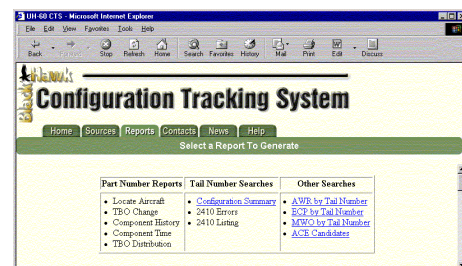 UH-60 CTS - Microsoft Internet Explorer
File Edit View Favorites Tools Help
Back Forward Stop Refresh Home Search Favorites History Mail Print Edit Discuss
Black Hawk
Configuration Tracking System
Home Sources Reports Contacts News Help
Select a Report To Generate
Part Number Reports Tail Number Searches Other Searches
Locate Aircraft Configuration Summary AWR by Tail Number
TBO Change 2410 Errors ECP by Tail Number
Component History 2410 Listing MWO by Tail Number
Component Time ACE Candidates
TBO Distribution